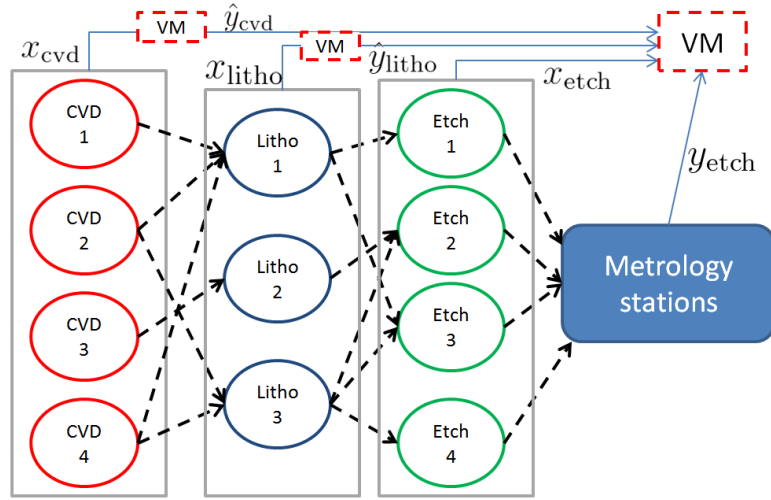 VM
ŷcvd
VM
xcvd
VM
xlitho
ŷlitho
xetch
CVD
1
CVD
2
CVD
3
CVD
4
Litho
1
Litho
2
Litho
3
Etch
1
Etch
2
Etch
3
Etch
4
yetch
Metrology
stations